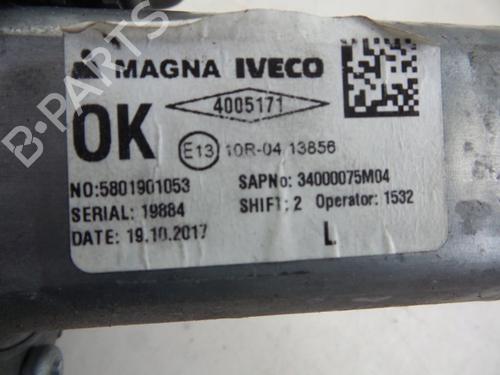 MAGNA IVECO
4005171
OK
E13 10R-04 13856
NO:5801901053 SAPNo: 34000075M04
SERIAL: 19884 SHIFT: 2 Operator: 1532
DATE: 19.10.2017 L
B-Parts